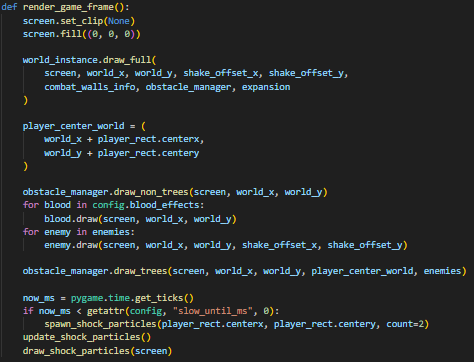 def render_game_frame():
    screen.set_clip(None)
    screen.fill((0, 0, 0))

    world_instance.draw_full(
        screen, world_x, world_y, shake_offset_x, shake_offset_y,
        combat_walls_info, obstacle_manager, expansion
    )

    player_center_world = (
        world_x + player_rect.centerx,
        world_y + player_rect.centery
    )

    obstacle_manager.draw_non_trees(screen, world_x, world_y)
    for blood in config.blood_effects:
        blood.draw(screen, world_x, world_y)
    for enemy in enemies:
        enemy.draw(screen, world_x, world_y, shake_offset_x, shake_offset_y)

    obstacle_manager.draw_trees(screen, world_x, world_y, player_center_world, enemies)

    now_ms = pygame.time.get_ticks()
    if now_ms < getattr(config, "slow_until_ms", 0):
        spawn_shock_particles(player_rect.centerx, player_rect.centery, count=2)
    update_shock_particles()
    draw_shock_particles(screen)